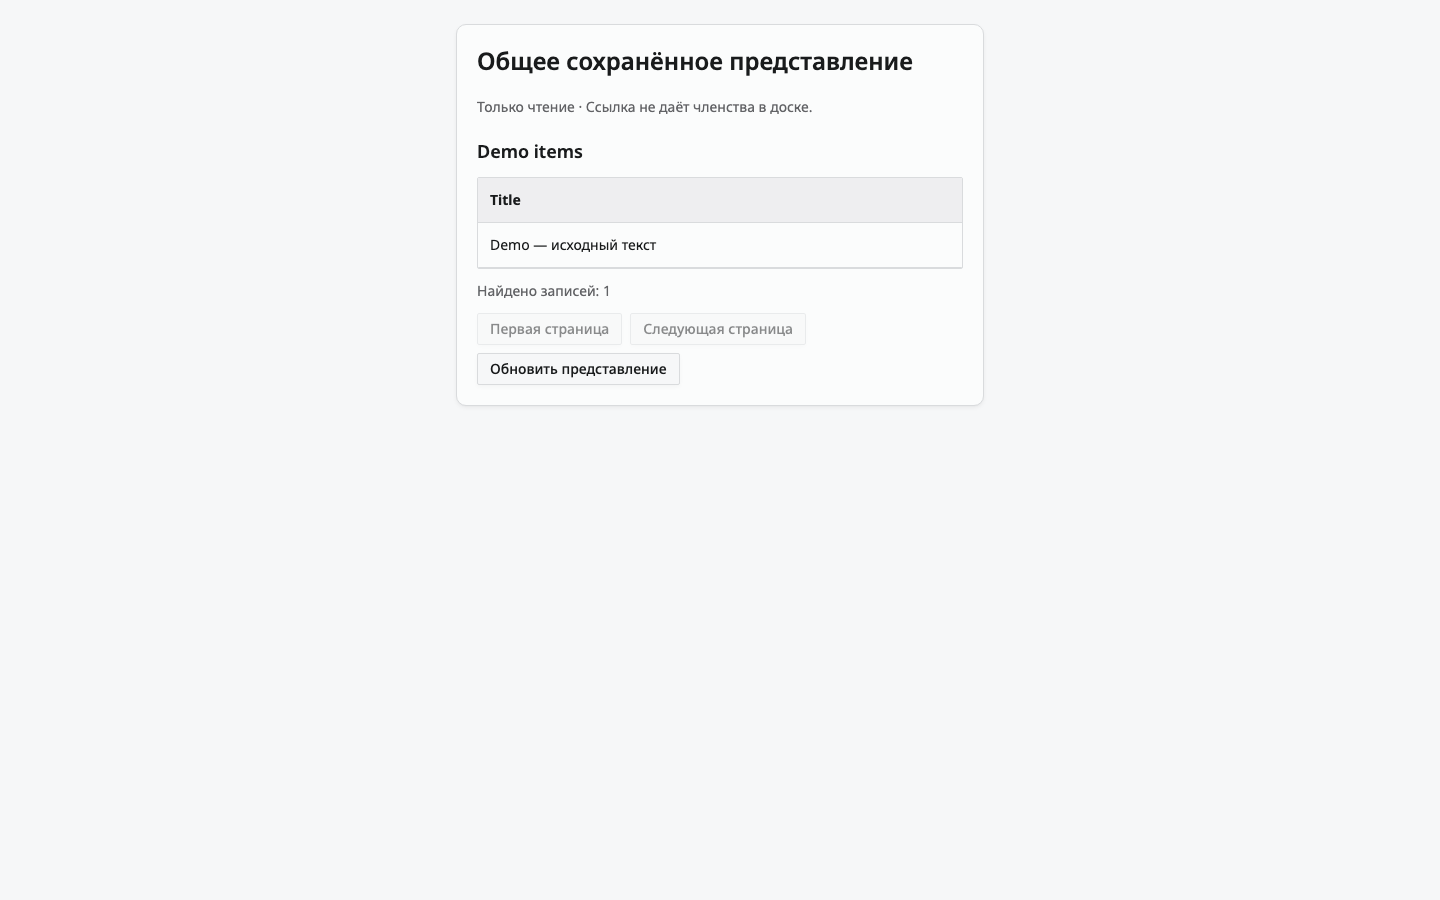 Общее сохранённое представление
Только чтение · Ссылка не даёт членства в доске.
Demo items
Title
Demo — исходный текст
Найдено записей: 1
Первая страница Следующая страница
Обновить представление